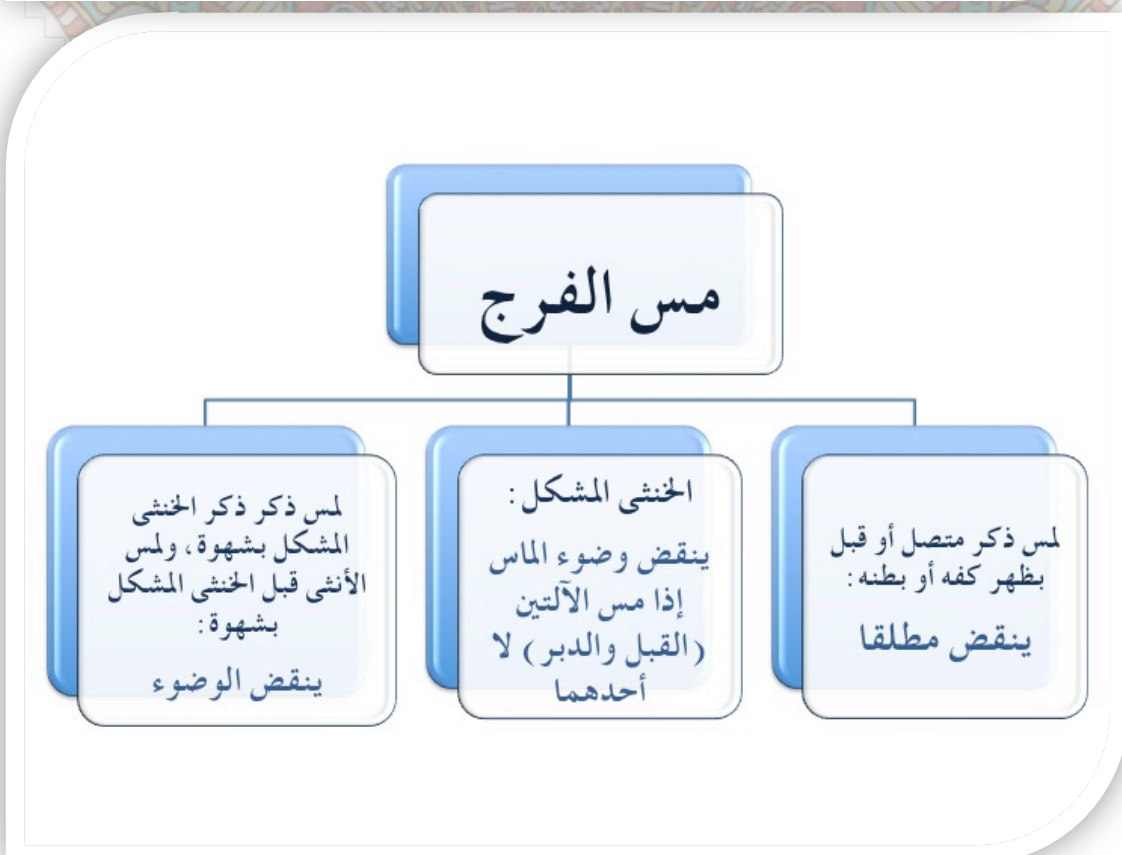 مس الفرج
لمس ذكر متصل أو قبل
بظهر كفه أو بطنه:
ينقض مطلقا
الخنثى المشكل:
ينقض وضوء الماس
إذا مس الآلتين
(القبل والدبر) لا
أحدهما
لمس ذكر ذكر الخنثى
المشكل بشهوة، ولمس
الأنثى قبل الخنثى المشكل
بشهوة:
ينقض الوضوء